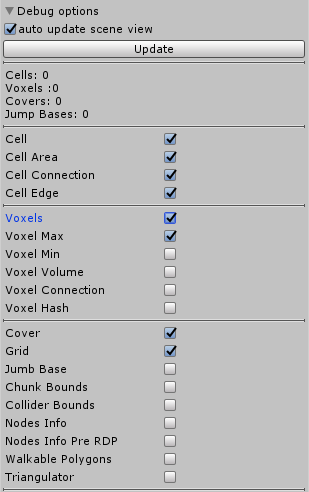 Debug options
auto update scene view
Update
Cells: 0
Voxels :0
Covers: 0
Jump Bases: 0
Cell
Cell Area
Cell Connection
Cell Edge
Voxels
Voxel Max
Voxel Min
Voxel Volume
Voxel Connection
Voxel Hash
Cover
Grid
Jumb Base
Chunk Bounds
Collider Bounds
Nodes Info
Nodes Info Pre RDP
Walkable Polygons
Triangulator